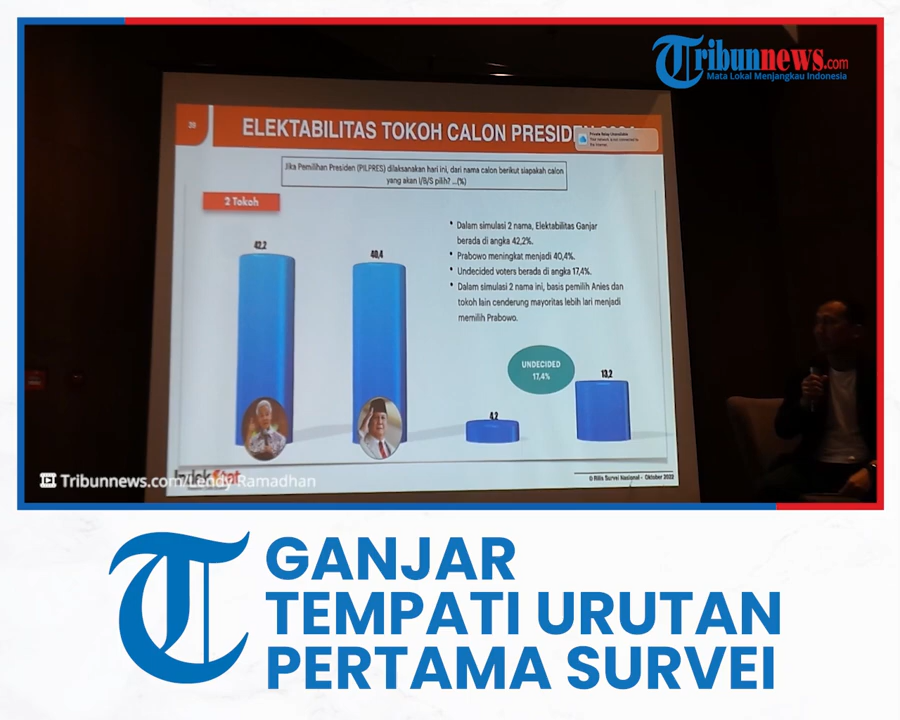 Tribunnews.com
Mata Lokal Menjangkau Indonesia
ELEKTABILITAS TOKOH CALON
Jika Pemilihan Presiden (PILPRES) dilaksanakan hari ini, dari nama calon berikut siapakah calon
yang akan I/B/S pilih? ...(%)
2 Tokoh
• Dalam simulasi 2 nama, Elektabilitas Ganjar
berada di angka 42,2%.
• Prabowo meningkat menjadi 40,4%.
• Undecided voters berada di angka 17,4%.
• Dalam simulasi 2 nama ini, basis pemilih Anies dan
tokoh lain cenderung mayoritas lebih lari menjadi
memilih Prabowo.
42,2
40,4
UNDECIDED
17,4%
4,2
13,2
© Rilis Survei Nasional - Oktober
Tribunnews.com/Lendy Ramadhan
GANJAR
TEMPATI URUTAN
PERTAMA SURVEI